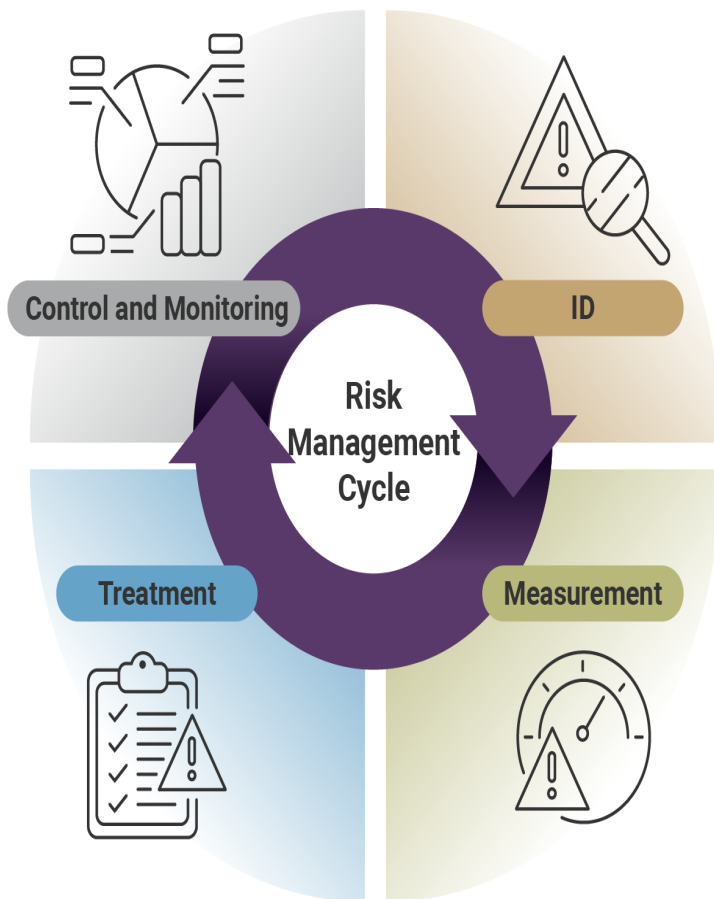 Control and Monitoring
ID
Risk
Management
Cycle
Treatment
Measurement